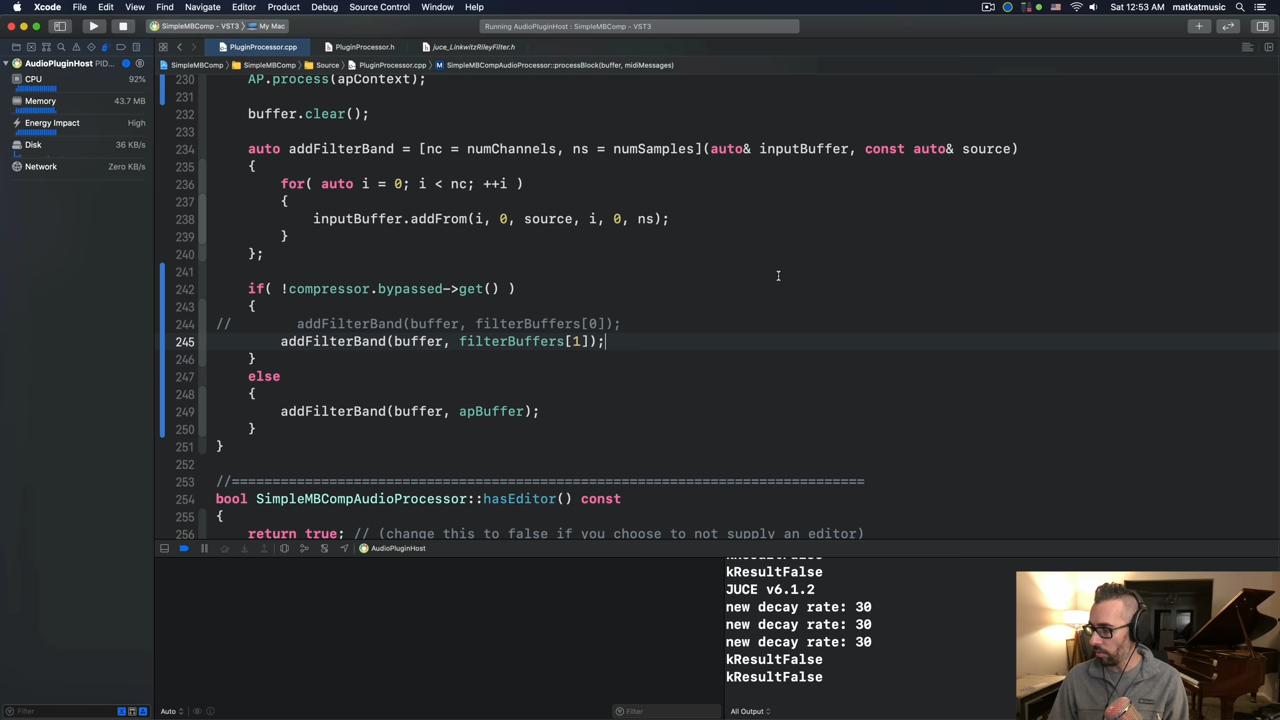 Xcode File Edit View Find Navigate Editor Product Debug Source Control Window Help
Sat 12:53 AM matkatmusic
SimpleMBComp - VST3 My Mac
Running AudioPluginHost : SimpleMBComp - VST3
PluginProcessor.cpp PluginProcessor.h juce_LinkwitzRileyFilter.h
AudioPluginHost PID...
SimpleMBComp SimpleMBComp Source PluginProcessor.cpp M SimpleMBCompAudioProcessor::processBlock(buffer, midiMessages)
CPU 92%
Memory 43.7 MB
Energy Impact High
Disk 36 KB/s
Network Zero KB/s
230 AP.process(apContext);
231
232 buffer.clear();
233
234 auto addFilterBand = [nc = numChannels, ns = numSamples](auto& inputBuffer, const auto& source)
235 {
236 for( auto i = 0; i < nc; ++i )
237 {
238 inputBuffer.addFrom(i, 0, source, i, 0, ns);
239 }
240 };
241
242 if( !compressor.bypassed->get() )
243 {
244 // addFilterBand(buffer, filterBuffers[0]);
245 addFilterBand(buffer, filterBuffers[1]);
246 }
247 else
248 {
249 addFilterBand(buffer, apBuffer);
250 }
251 }
252
253 //==============================================================================
254 bool SimpleMBCompAudioProcessor::hasEditor() const
255 {
256 return true; // (change this to false if you choose to not supply an editor)
AudioPluginHost
kResultFalse
kResultFalse
JUCE v6.1.2
new decay rate: 30
new decay rate: 30
new decay rate: 30
kResultFalse
kResultFalse
Filter
Auto
Filter
All Output